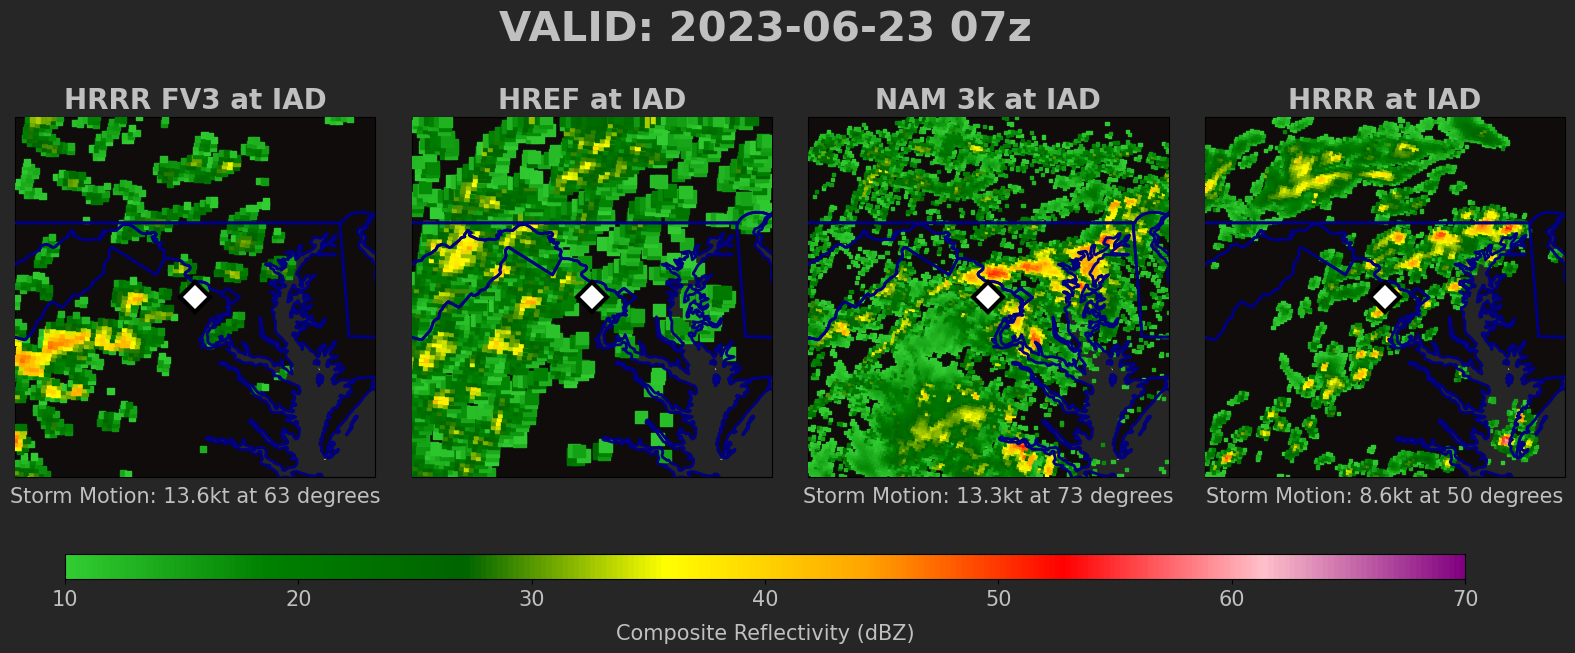 VALID: 2023-06-23 07z
HRRR FV3 at IAD
HREF at IAD
NAM 3k at IAD
HRRR at IAD
Storm Motion: 13.6kt at 63 degrees
Storm Motion: 13.3kt at 73 degrees
Storm Motion: 8.6kt at 50 degrees
10 20 30 40 50 60 70
Composite Reflectivity (dBZ)